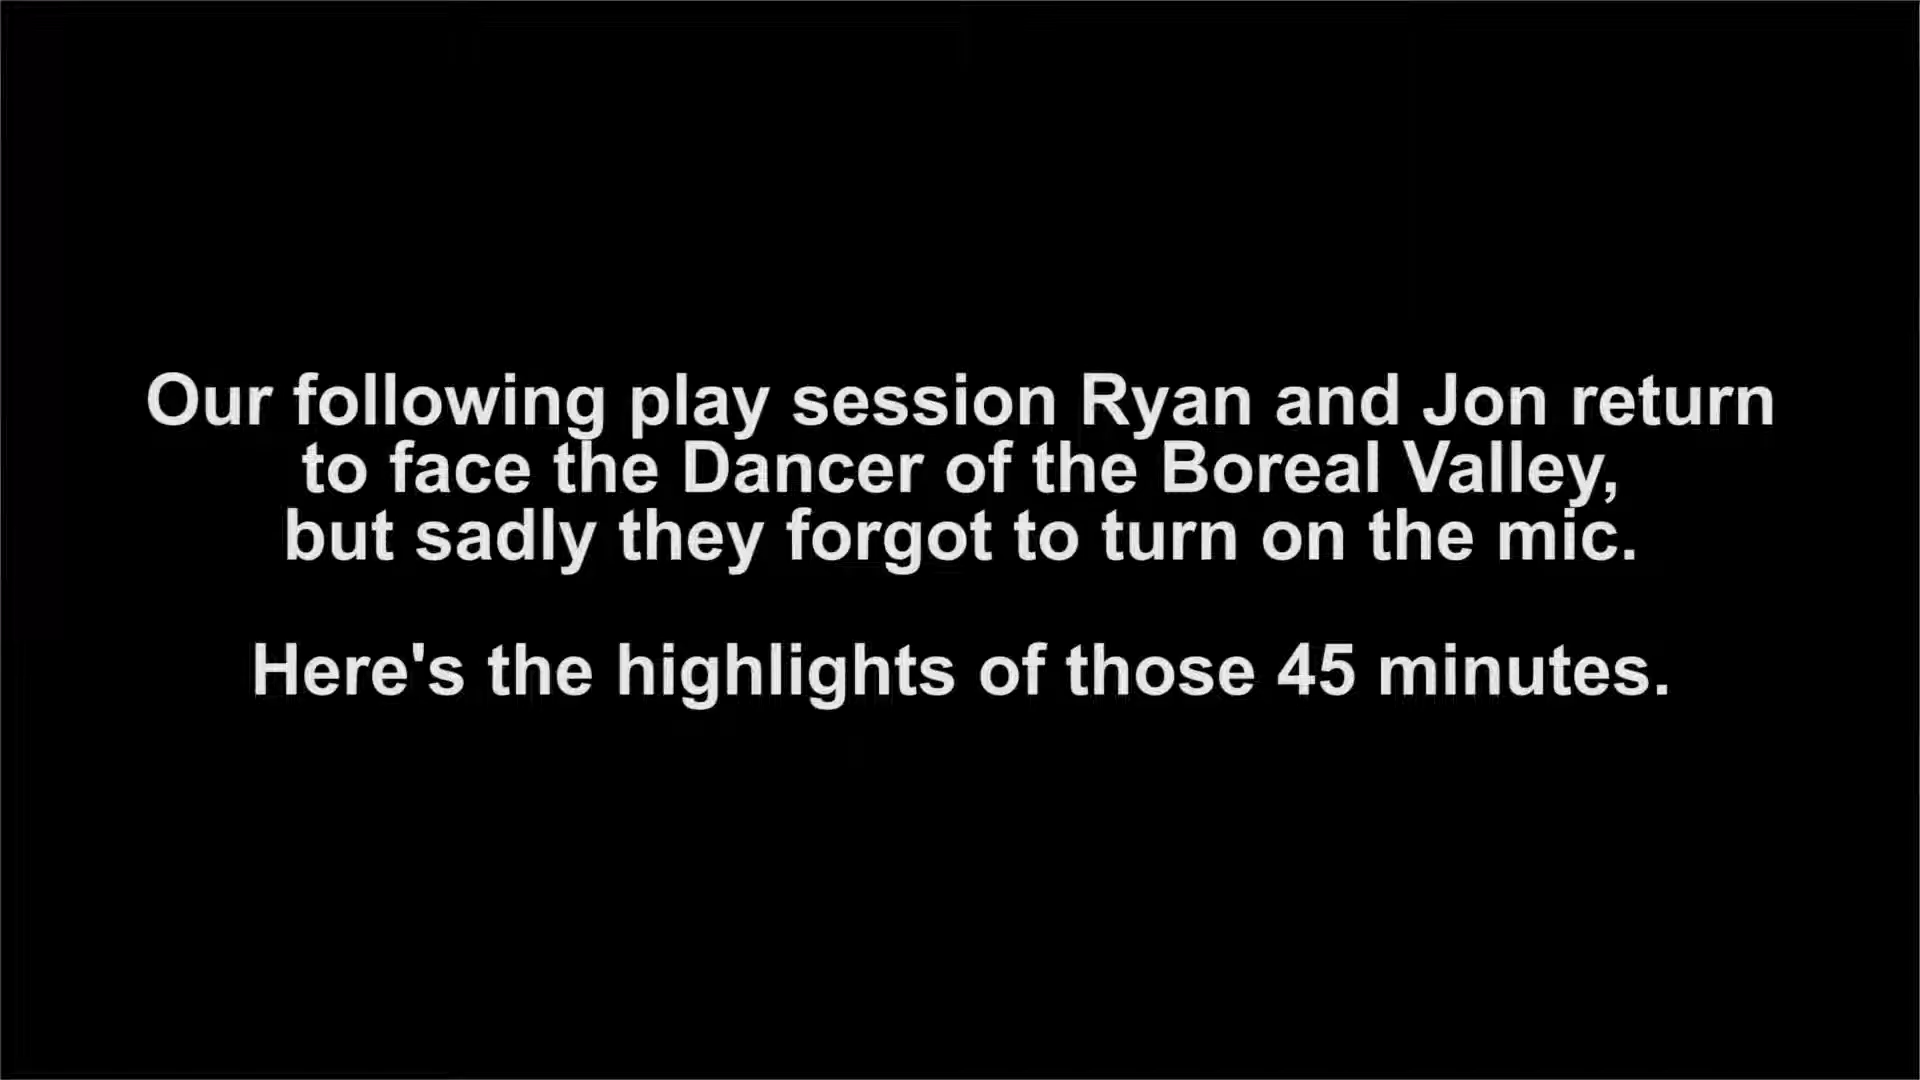 Our following play session Ryan and Jon return
to face the Dancer of the Boreal Valley,
but sadly they forgot to turn on the mic.
Here's the highlights of those 45 minutes.